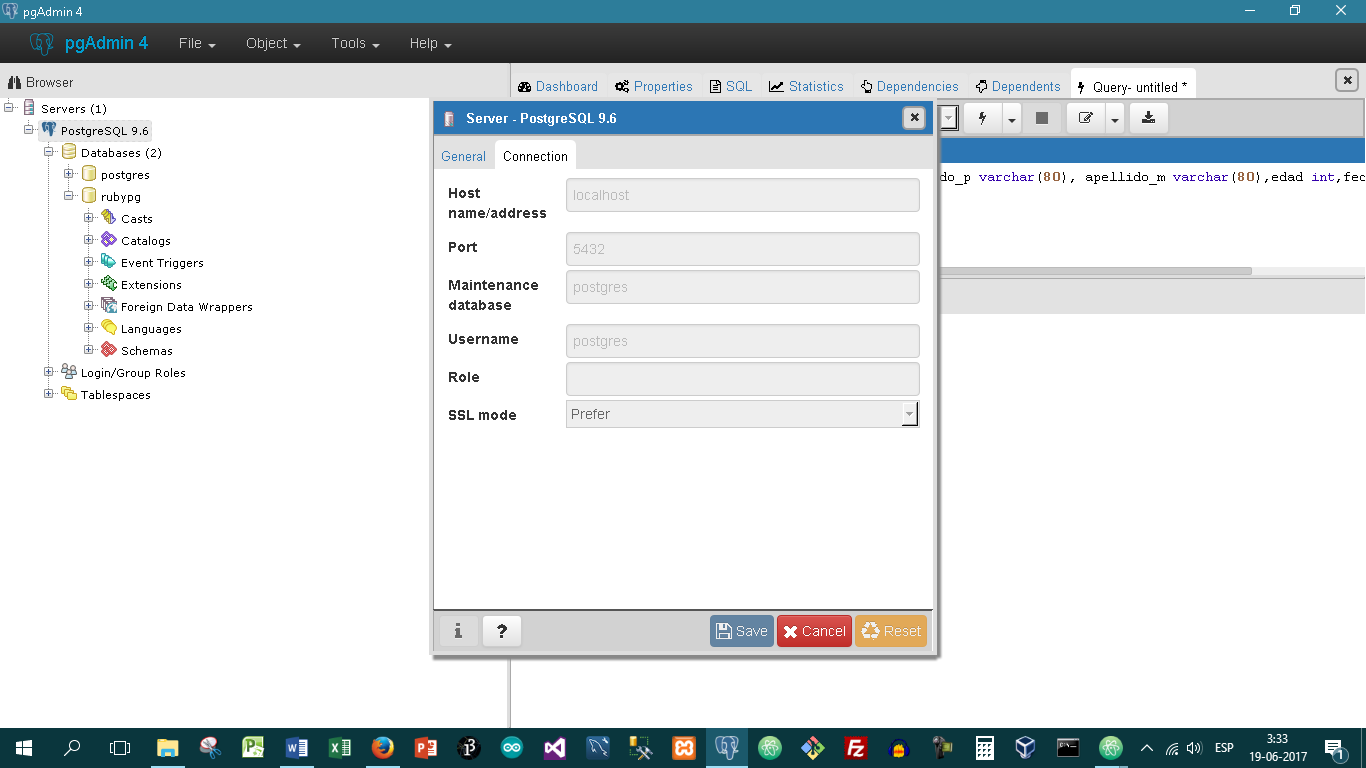 pgAdmin 4
pgAdmin 4 File Object Tools Help
Browser
Dashboard Properties SQL Statistics Dependencies Dependents Query- untitled *
Servers (1)
PostgreSQL 9.6
Databases (2)
postgres
rubypg
Casts
Catalogs
Event Triggers
Extensions
Foreign Data Wrappers
Languages
Schemas
Login/Group Roles
Tablespaces
do_p varchar(80), apellido_m varchar(80),edad int,fec
Server - PostgreSQL 9.6
General Connection
Host name/address localhost
Port 5432
Maintenance database postgres
Username postgres
Role
SSL mode Prefer
i ? Save Cancel Reset
ESP 3:33
19-06-2017
1